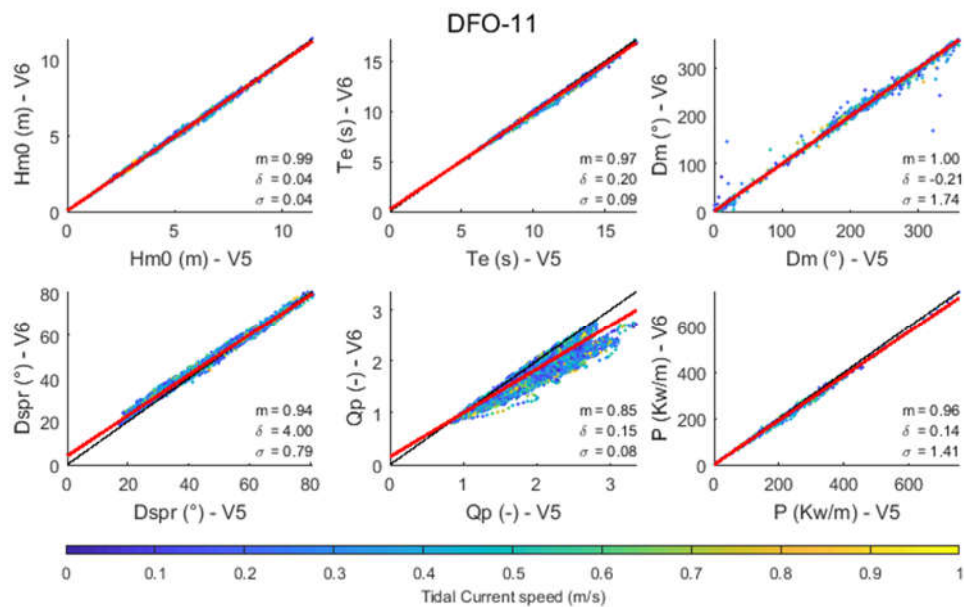 DFO-11
Hm0 (m) - V6
10
5
0
m = 0.99
δ = 0.04
σ = 0.04
0 5 10
Hm0 (m) - V5
Te (s) - V6
15
10
5
0
m = 0.97
δ = 0.20
σ = 0.09
0 5 10 15
Te (s) - V5
Dm (°) - V6
300
200
100
0
m = 1.00
δ = -0.21
σ = 1.74
0 100 200 300
Dm (°) - V5
Dspr (°) - V6
80
60
40
20
0
m = 0.94
δ = 4.00
σ = 0.79
0 20 40 60 80
Dspr (°) - V5
Qp (-) - V6
3
2
1
0
m = 0.85
δ = 0.15
σ = 0.08
0 1 2 3
Qp (-) - V5
P (Kw/m) - V6
600
400
200
0
m = 0.96
δ = 0.14
σ = 1.41
0 200 400 600
P (Kw/m) - V5
0 0.1 0.2 0.3 0.4 0.5 0.6 0.7 0.8 0.9 1
Tidal Current speed (m/s)